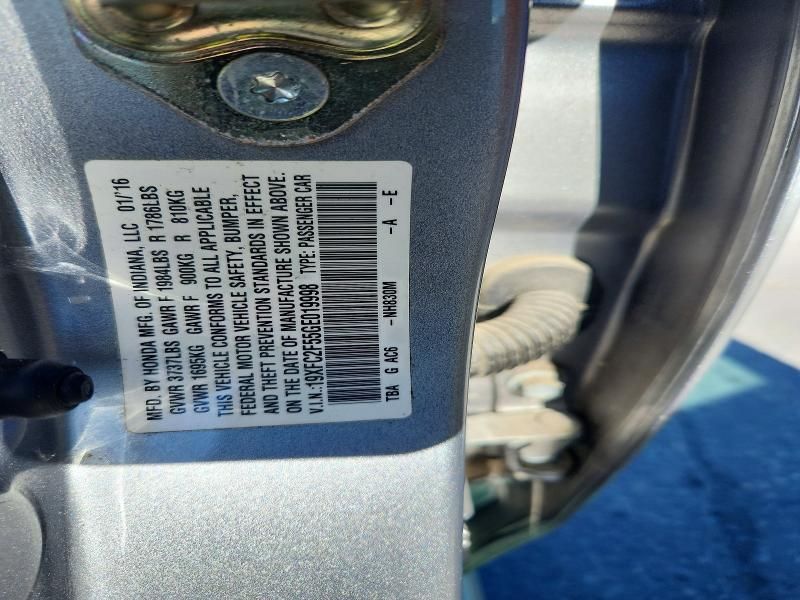 MFD. BY HONDA MFG. OF INDIANA, LLC 01/'16
GVWR 3737LBS GAWR F 1984LBS R 1786LBS
GVWR 1695KG GAWR F 900KG R 810KG
THIS VEHICLE CONFORMS TO ALL APPLICABLE
FEDERAL MOTOR VEHICLE SAFETY, BUMPER,
AND THEFT PREVENTION STANDARDS IN EFFECT
ON THE DATE OF MANUFACTURE SHOWN ABOVE.
V.I.N.-19XFC2F55GE019998 TYPE: PASSENGER CAR
TBA G AC6 -NH830M -A -E